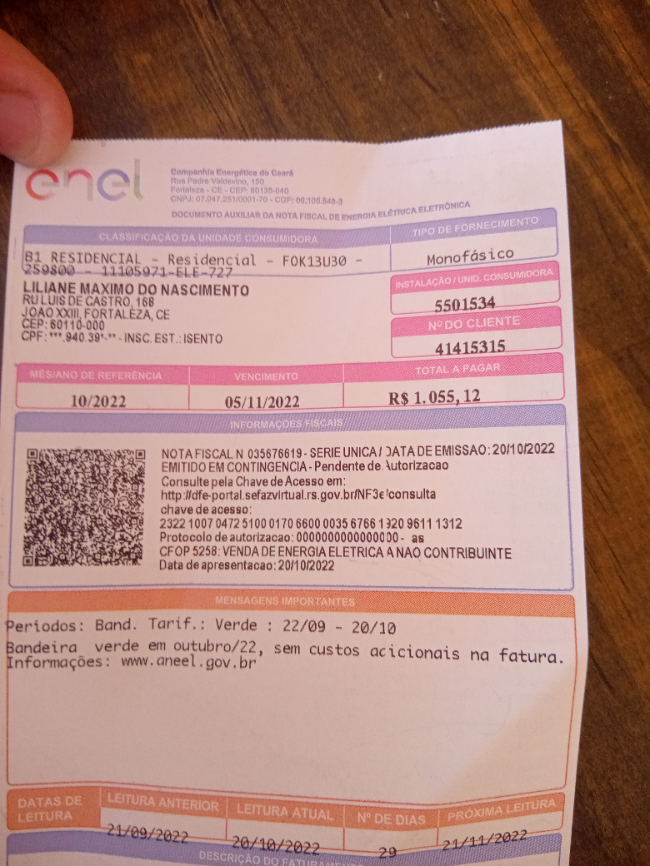 enel
Companhia Energética do Ceará
Rua Padre Valdevino, 150
Fortaleza - CE - CEP: 60135-040
CNPJ: 07.047.251/0001-70 - CGF:
DOCUMENTO AUXILIAR DA NOTA FISCAL DE ENERGIA ELÉTRICA ELETRÔNICA
CLASSIFICAÇÃO DA UNIDADE CONSUMIDORA
TIPO DE FORNECIMENTO
B1 RESIDENCIAL - Residencial - FOK13U30 -
259800 - 11105971-ELE-727
Monofásico
LILIANE MAXIMO DO NASCIMENTO
RU LUIS DE CASTRO, 168
JOAO XXIII, FORTALEZA, CE
CEP: 60110-000
CPF: ***.940.39*-** - INSC. EST.: ISENTO
INSTALAÇÃO / UNID. CONSUMIDORA
5501534
Nº DO CLIENTE
41415315
MÊS/ANO DE REFERÊNCIA
VENCIMENTO
TOTAL A PAGAR
10/2022
05/11/2022
R$ 1.055,12
INFORMAÇÕES FISCAIS
NOTA FISCAL N 035676619 - SERIE UNICA / DATA DE EMISSAO: 20/10/2022
EMITIDO EM CONTINGENCIA - Pendente de Autorizacao
Consulte pela Chave de Acesso em:
http://dfe-portal.sefazvirtual.rs.gov.br/NF3e/consulta
chave de acesso:
2322 1007 0472 5100 0170 6600 0035 6766 1920 9611 1312
Protocolo de autorizacao: 000000000000000 - as
CFOP 5258: VENDA DE ENERGIA ELETRICA A NAO CONTRIBUINTE
Data de apresentacao: 20/10/2022
MENSAGENS IMPORTANTES
Periodos: Band. Tarif.: Verde : 22/09 - 20/10
Bandeira verde em outubro/22, sem custos adicionais na fatura.
Informações: www.aneel.gov.br
DATAS DE
LEITURA
LEITURA ANTERIOR
LEITURA ATUAL
Nº DE DIAS
PRÓXIMA LEITURA
21/09/2022
20/10/2022
29
21/11/2022